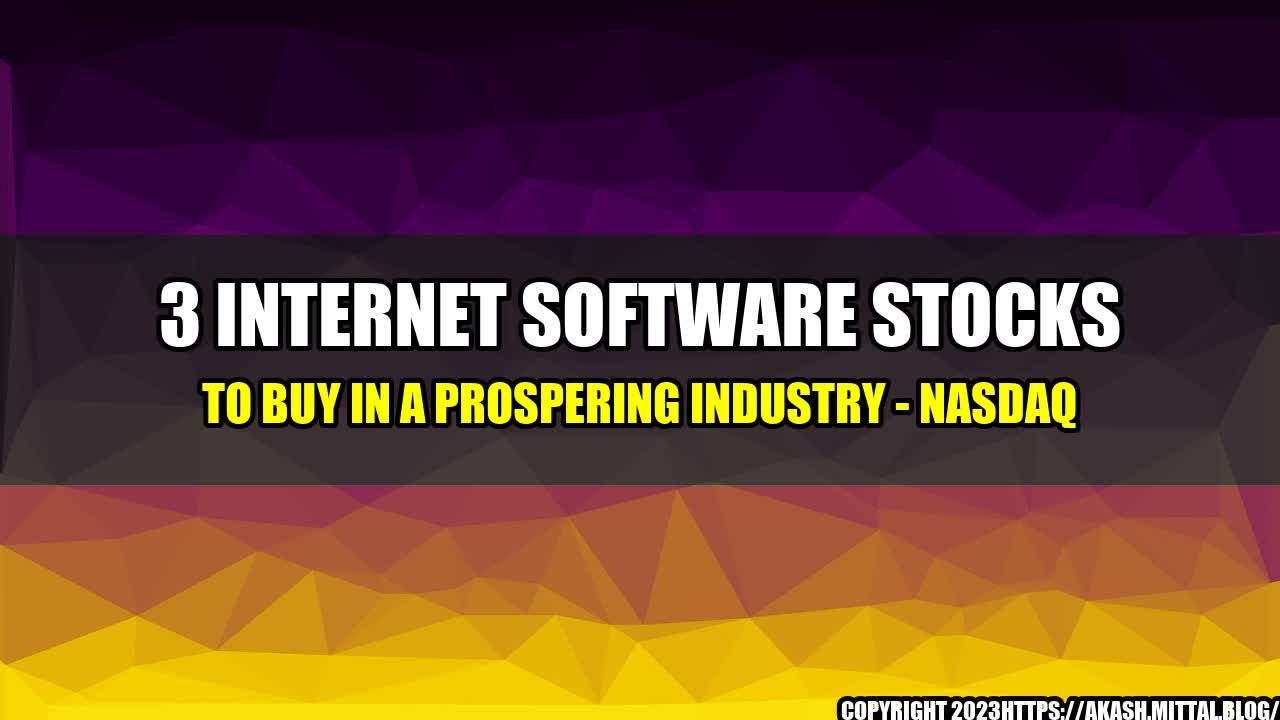 3 INTERNET SOFTWARE STOCKS
TO BUY IN A PROSPERING INDUSTRY - NASDAQ
COPYRIGHT 2023HTTPS://AKASH.MITTAL.BLOG/